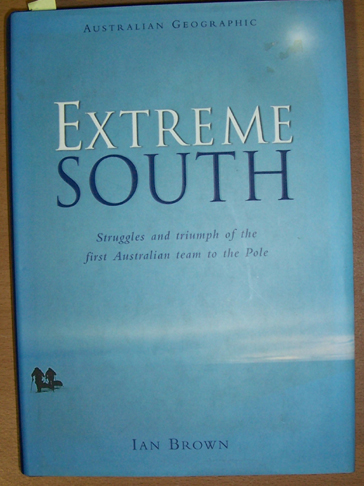 AUSTRALIAN GEOGRAPHIC
EXTREME
SOUTH
Struggles and triumph of the
first Australian team to the Pole
IAN BROWN